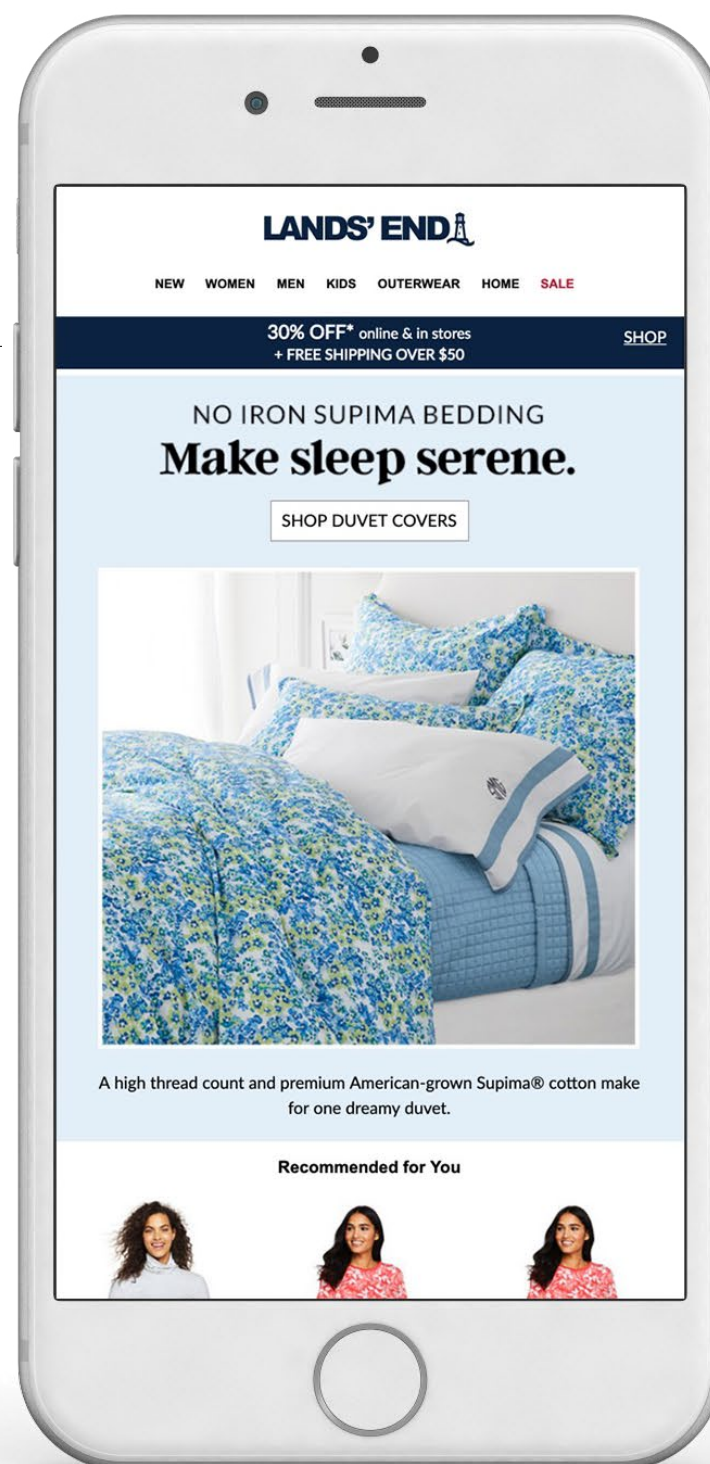 LANDS' END
NEW WOMEN MEN KIDS OUTERWEAR HOME SALE
30% OFF* online & in stores
+ FREE SHIPPING OVER $50
SHOP
NO IRON SUPIMA BEDDING
Make sleep serene.
SHOP DUVET COVERS
A high thread count and premium American-grown Supima® cotton make
for one dreamy duvet.
Recommended for You